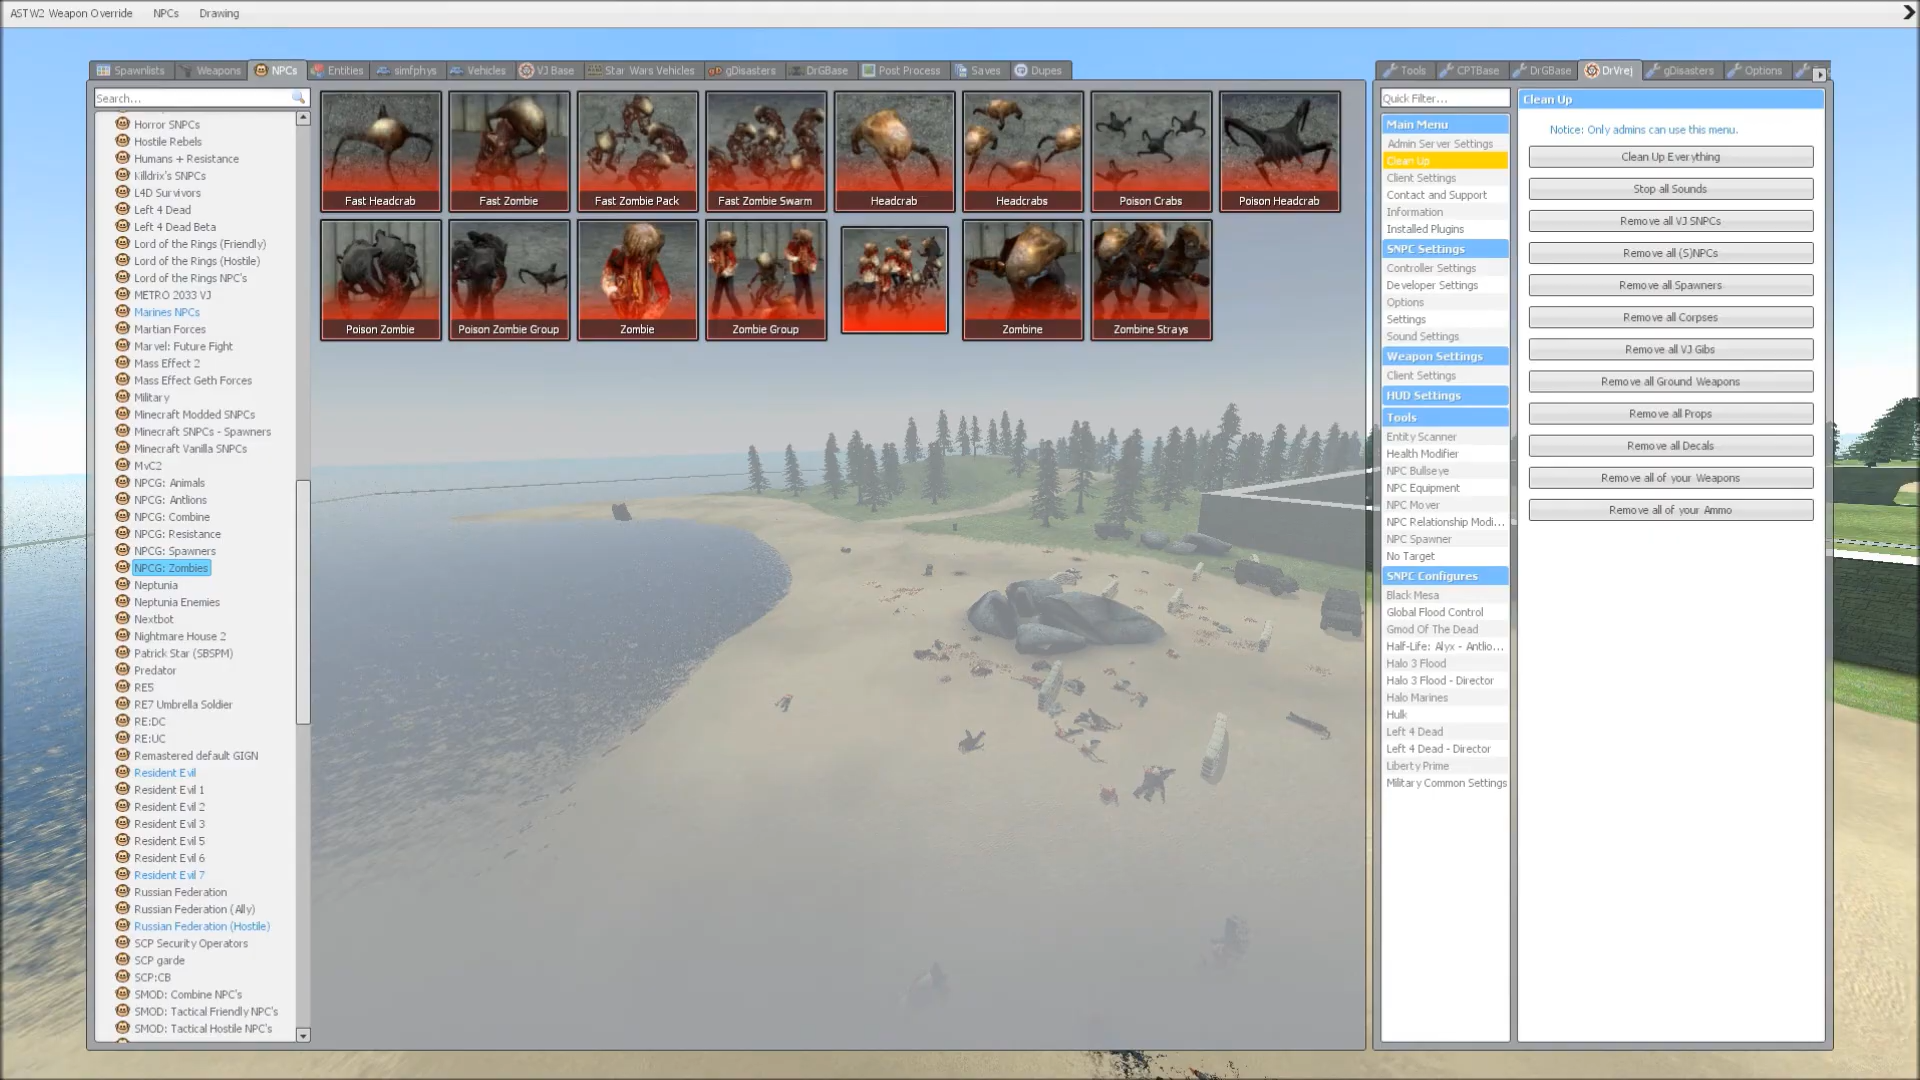 ASTW2 Weapon Override NPCs Drawing
Spawnlists Weapons NPCs Entities simfphys Vehicles VJ Base Star Wars Vehicles gDisasters DrGBase Post Process Saves Dupes
Search...
Horror SNPCs
Hostile Rebels
Humans + Resistance
Killdrix's SNPCs
L4D Survivors
Left 4 Dead
Left 4 Dead Beta
Lord of the Rings (Friendly)
Lord of the Rings (Hostile)
Lord of the Rings NPC's
METRO 2033 VJ
Marines NPCs
Martian Forces
Marvel: Future Fight
Mass Effect 2
Mass Effect Geth Forces
Military
Minecraft Modded SNPCs
Minecraft SNPCs - Spawners
Minecraft Vanilla SNPCs
MvC2
NPCG: Animals
NPCG: Antlions
NPCG: Combine
NPCG: Resistance
NPCG: Spawners
NPCG: Zombies
Neptunia
Neptunia Enemies
Nextbot
Nightmare House 2
Patrick Star (SBSPM)
Predator
RE5
RE7 Umbrella Soldier
RE:DC
RE:UC
Remastered default GIGN
Resident Evil
Resident Evil 1
Resident Evil 2
Resident Evil 3
Resident Evil 5
Resident Evil 6
Resident Evil 7
Russian Federation
Russian Federation (Ally)
Russian Federation (Hostile)
SCP Security Operators
SCP garde
SCP:CB
SMOD: Combine NPC's
SMOD: Tactical Friendly NPC's
SMOD: Tactical Hostile NPC's
Fast Headcrab Fast Zombie Fast Zombie Pack Fast Zombie Swarm Headcrab Headcrabs Poison Crabs Poison Headcrab
Poison Zombie Poison Zombie Group Zombie Zombie Group Zombine Zombine Strays
Tools CPTBase DrGBase DrVrej gDisasters Options
Quick Filter...
Main Menu
Admin Server Settings
Clean Up
Client Settings
Contact and Support
Information
Installed Plugins
SNPC Settings
Controller Settings
Developer Settings
Options
Settings
Sound Settings
Weapon Settings
Client Settings
HUD Settings
Tools
Entity Scanner
Health Modifier
NPC Bullseye
NPC Equipment
NPC Mover
NPC Relationship Modi...
NPC Spawner
No Target
SNPC Configures
Black Mesa
Global Flood Control
Gmod Of The Dead
Half-Life: Alyx - Antlio...
Halo 3 Flood
Halo 3 Flood - Director
Halo Marines
Hulk
Left 4 Dead
Left 4 Dead - Director
Liberty Prime
Military Common Settings
Clean Up
Notice: Only admins can use this menu.
Clean Up Everything
Stop all Sounds
Remove all VJ SNPCs
Remove all (S)NPCs
Remove all Spawners
Remove all Corpses
Remove all VJ Gibs
Remove all Ground Weapons
Remove all Props
Remove all Decals
Remove all of your Weapons
Remove all of your Ammo